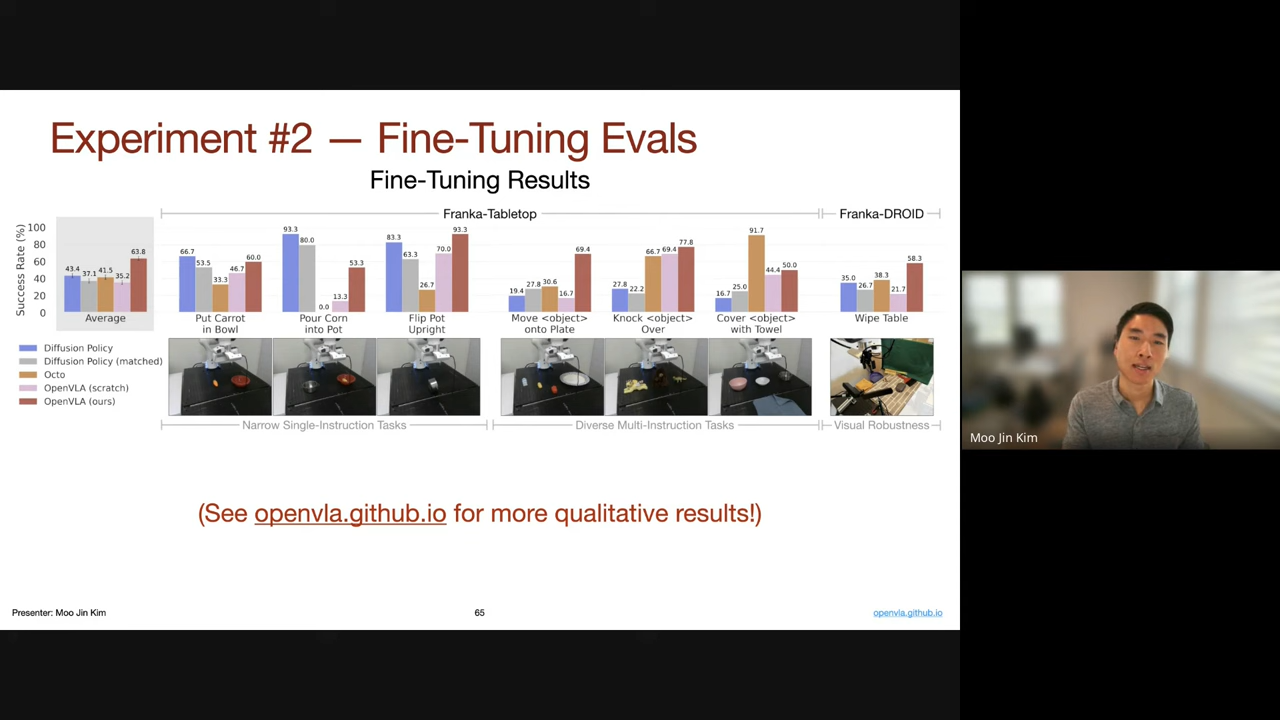 Experiment #2 — Fine-Tuning Evals
Fine-Tuning Results
Franka-Tabletop
Franka-DROID
Success Rate (%)
100
80
60
40
20
0
43.4 37.1 41.5 35.2 63.8
66.7 53.5 33.3 46.7 60.0
93.3 80.0 0.0 13.3 53.3
83.3 63.3 26.7 70.0 93.3
19.4 27.8 30.6 16.7 69.4
27.8 22.2 66.7 69.4 77.8
16.7 25.0 91.7 44.4 50.0
35.0 26.7 38.3 21.7 58.3
Average
Put Carrot
in Bowl
Pour Corn
into Pot
Flip Pot
Upright
Move <object>
onto Plate
Knock <object>
Over
Cover <object>
with Towel
Wipe Table
Diffusion Policy
Diffusion Policy (matched)
Octo
OpenVLA (scratch)
OpenVLA (ours)
Narrow Single-Instruction Tasks
Diverse Multi-Instruction Tasks
Visual Robustness
(See openvla.github.io for more qualitative results!)
Presenter: Moo Jin Kim
65
openvla.github.io
Moo Jin Kim